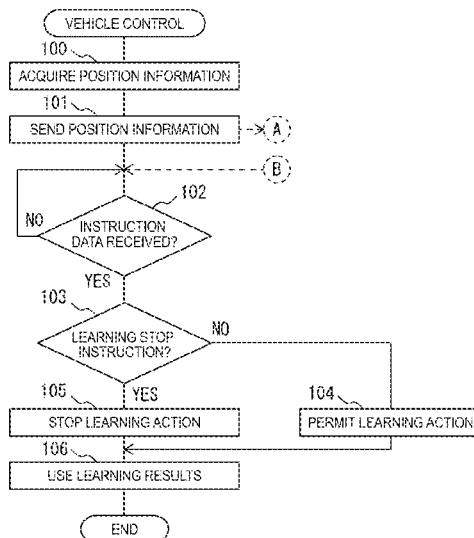 VEHICLE CONTROL
100
ACQUIRE POSITION INFORMATION
101
SEND POSITION INFORMATION
A
B
102
NO
INSTRUCTION
DATA RECEIVED?
YES
103
NO
LEARNING STOP
INSTRUCTION?
105
YES
104
STOP LEARNING ACTION
PERMIT LEARNING ACTION
106
USE LEARNING RESULTS
END